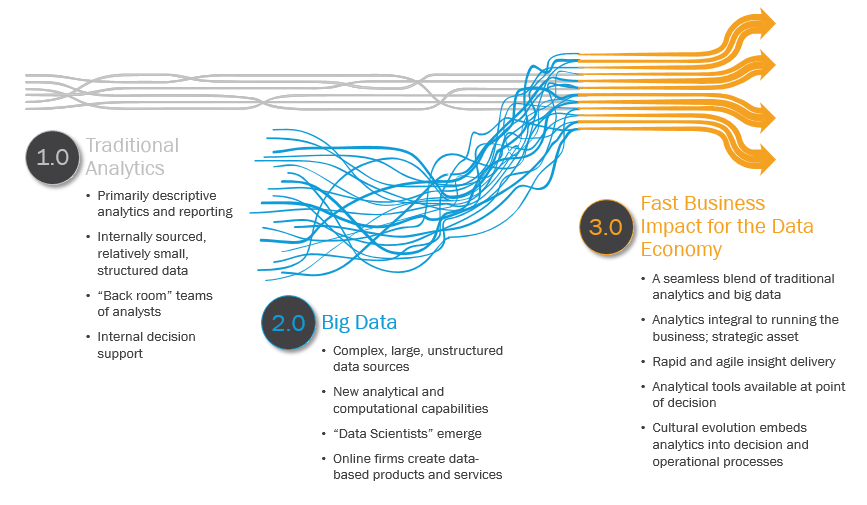 1.0
Traditional
Analytics
• Primarily descriptive
analytics and reporting
• Internally sourced,
relatively small,
structured data
• “Back room” teams
of analysts
• Internal decision
support
2.0
Big Data
• Complex, large, unstructured
data sources
• New analytical and
computational capabilities
• “Data Scientists” emerge
• Online firms create data-
based products and services
3.0
Fast Business
Impact for the Data
Economy
• A seamless blend of traditional
analytics and big data
• Analytics integral to running the
business; strategic asset
• Rapid and agile insight delivery
• Analytical tools available at point
of decision
• Cultural evolution embeds
analytics into decision and
operational processes